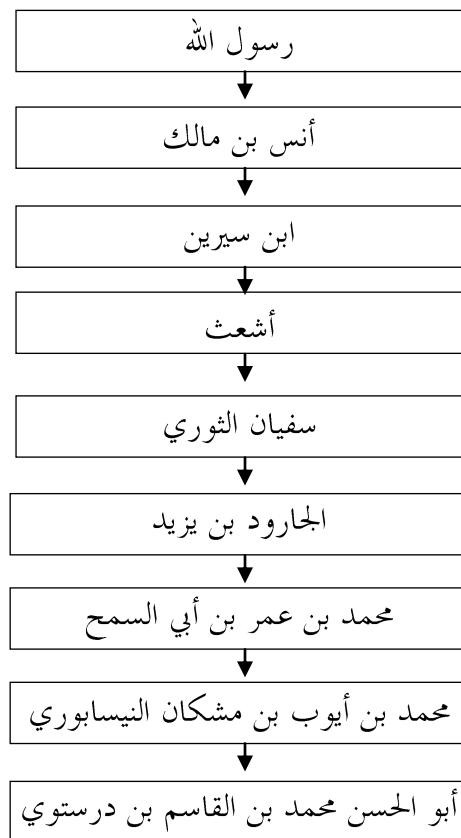 رسول الله
أنس بن مالك
ابن سيرين
أشعث
سفيان الثوري
الجارود بن يزيد
محمد بن عمر بن أبي السمح
محمد بن أيوب بن مشكان النيسابوري
أبو الحسن محمد بن القاسم بن درستوي